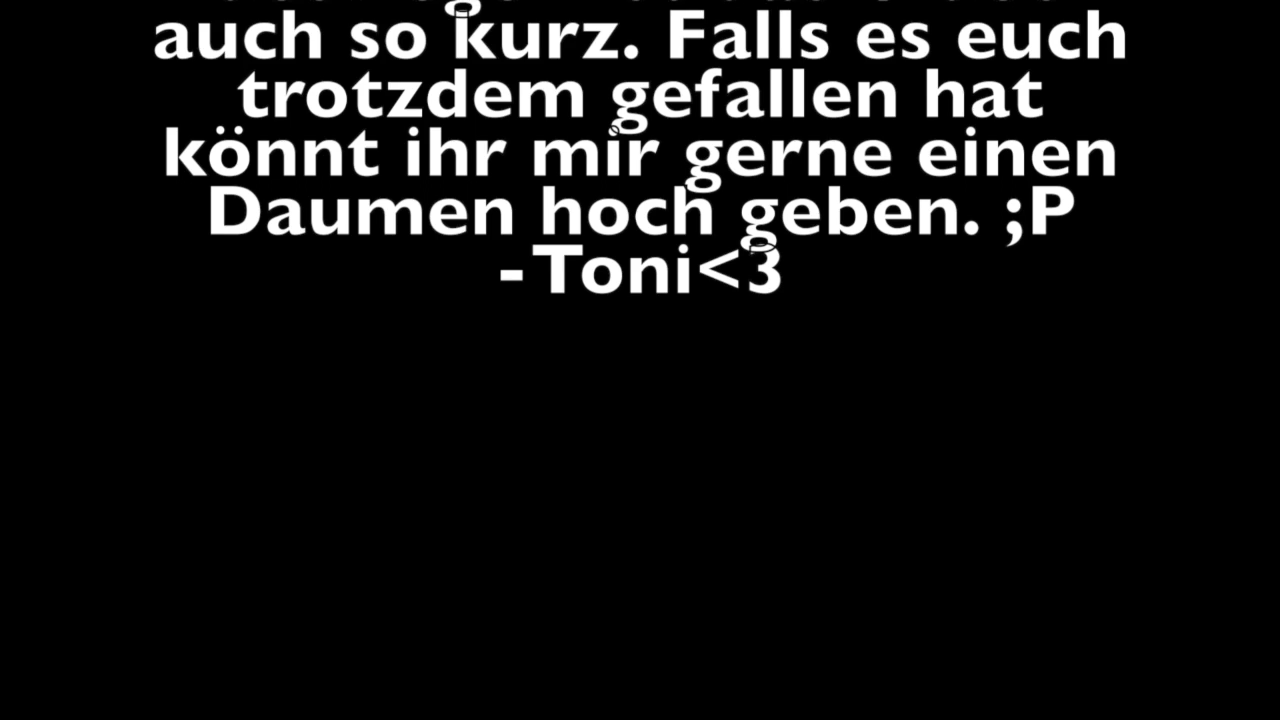 auch so kurz. Falls es euch
trotzdem gefallen hat
könnt ihr mir gerne einen
Daumen hoch geben. ;P
-Toni<3